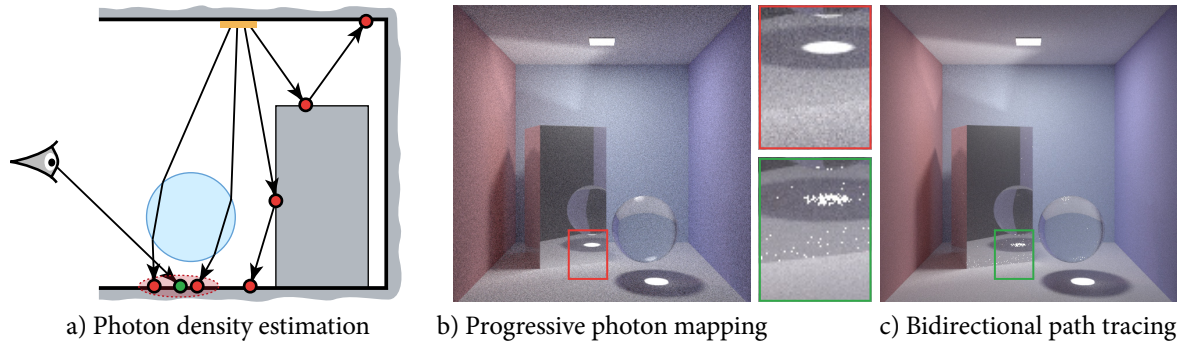 a) Photon density estimation
b) Progressive photon mapping
c) Bidirectional path tracing